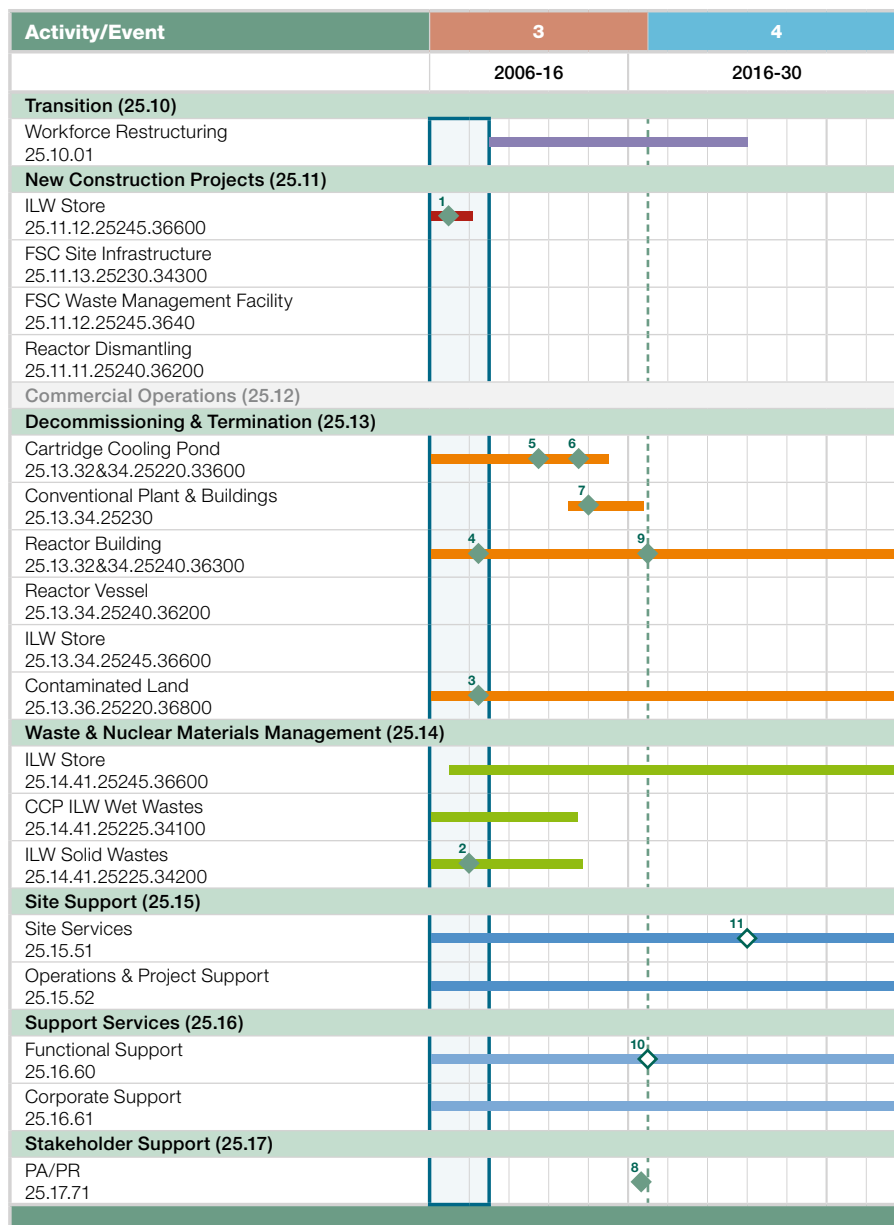 Activity/Event 3 4
2006-16 2016-30
Transition (25.10)
Workforce Restructuring
25.10.01
New Construction Projects (25.11)
ILW Store 1
25.11.12.25245.36600
FSC Site Infrastructure
25.11.13.25230.34300
FSC Waste Management Facility
25.11.12.25245.3640
Reactor Dismantling
25.11.11.25240.36200
Commercial Operations (25.12)
Decommissioning & Termination (25.13)
Cartridge Cooling Pond 5 6
25.13.32&34.25220.33600
Conventional Plant & Buildings 7
25.13.34.25230
Reactor Building 4 9
25.13.32&34.25240.36300
Reactor Vessel
25.13.34.25240.36200
ILW Store
25.13.34.25245.36600
Contaminated Land 3
25.13.36.25220.36800
Waste & Nuclear Materials Management (25.14)
ILW Store
25.14.41.25245.36600
CCP ILW Wet Wastes
25.14.41.25225.34100
ILW Solid Wastes 2
25.14.41.25225.34200
Site Support (25.15)
Site Services 11
25.15.51
Operations & Project Support
25.15.52
Support Services (25.16)
Functional Support 10
25.16.60
Corporate Support
25.16.61
Stakeholder Support (25.17)
PA/PR 8
25.17.71